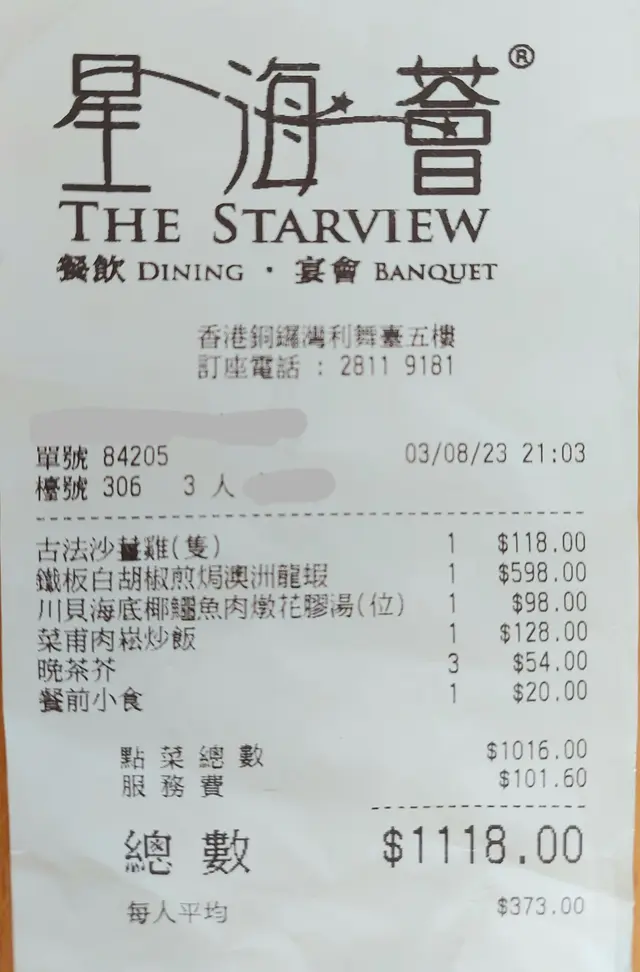 星海薈®
THE STARVIEW
餐飲 DINING · 宴會 BANQUET
香港銅鑼灣利舞臺五樓
訂座電話 : 2811 9181
單號 84205 03/08/23 21:03
檯號 306 3 人
古法沙薑雞(隻) 1 $118.00
鐵板白胡椒煎焗澳洲龍蝦 1 $598.00
川貝海底椰鱷魚肉燉花膠湯(位) 1 $98.00
菜甫肉崧炒飯 1 $128.00
晚茶芥 3 $54.00
餐前小食 1 $20.00
點菜總數 $1016.00
服務費 $101.60
總數 $1118.00
每人平均 $373.00